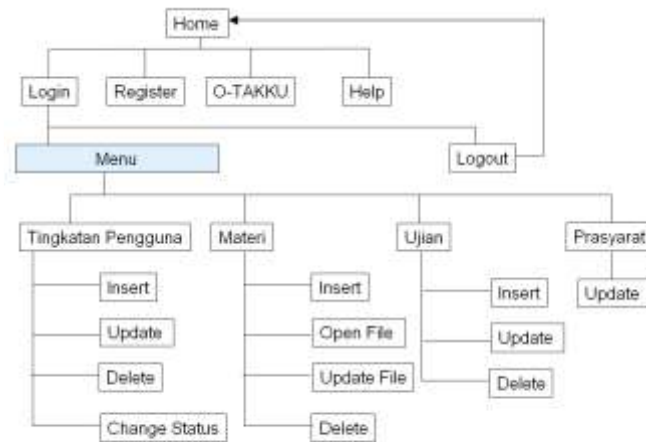 Home
Login
Register
O-TAKKU
Help
Menu
Logout
Tingkatan Pengguna
Materi
Ujian
Prasyarat
Insert
Update
Delete
Change Status
Insert
Open File
Update File
Delete
Insert
Update
Delete
Update